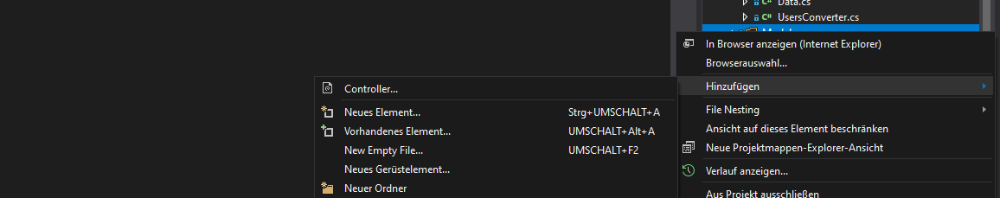 Data.cs
C# UsersConverter.cs
In Browser anzeigen (Internet Explorer)
Browserauswahl...
Hinzufügen
File Nesting
Ansicht auf dieses Element beschränken
Neue Projektmappen-Explorer-Ansicht
Verlauf anzeigen...
Aus Projekt ausschließen
Controller...
Neues Element... Strg+UMSCHALT+A
Vorhandenes Element... UMSCHALT+Alt+A
New Empty File... UMSCHALT+F2
Neues Gerüstelement...
Neuer Ordner